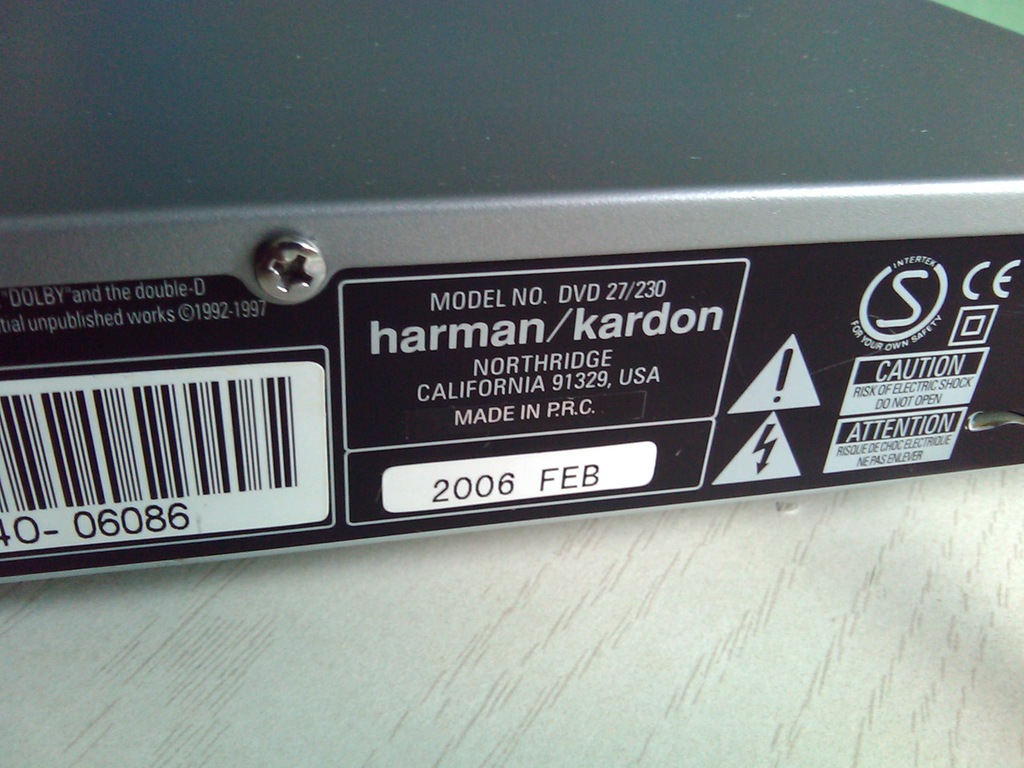 "DOLBY" and the double-D
tial unpublished works ©1992-1997
40- 06086
MODEL NO. DVD 27/230
harman/kardon
NORTHRIDGE
CALIFORNIA 91329, USA
MADE IN P.R.C.
2006 FEB
INTERTEK
S
FOR YOUR OWN SAFETY
CE
CAUTION
RISK OF ELECTRIC SHOCK
DO NOT OPEN
ATTENTION
RISQUE DE CHOC ELECTRIQUE
NE PAS ENLEVER